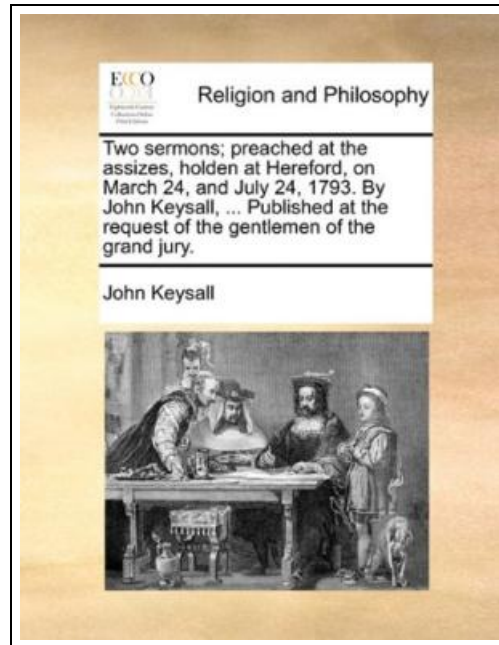 ECCO
Religion and Philosophy
Two sermons; preached at the
assizes, holden at Hereford, on
March 24, and July 24, 1793. By
John Keysall, ... Published at the
request of the gentlemen of the
grand jury.
John Keysall